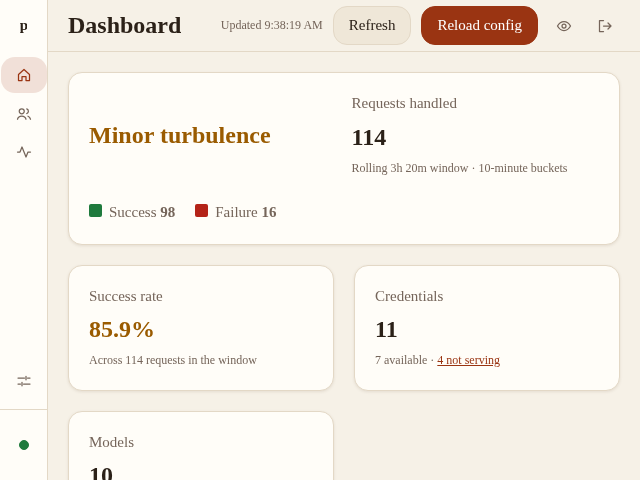 p
Dashboard
Updated 9:38:19 AM
Refresh
Reload config
Minor turbulence
Requests handled
114
Rolling 3h 20m window · 10-minute buckets
Success 98
Failure 16
Success rate
85.9%
Across 114 requests in the window
Credentials
11
7 available · 4 not serving
Models
10